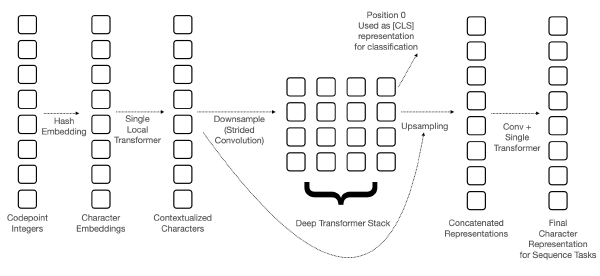 Position 0
Used as [CLS]
representation
for classification
Hash
Embedding
Single
Local
Transformer
Downsample
(Strided
Convolution)
Upsampling
Conv +
Single
Transformer
Codepoint
Integers
Character
Embeddings
Contextualized
Characters
Deep Transformer Stack
Concatenated
Representations
Final
Character
Representation
for Sequence Tasks